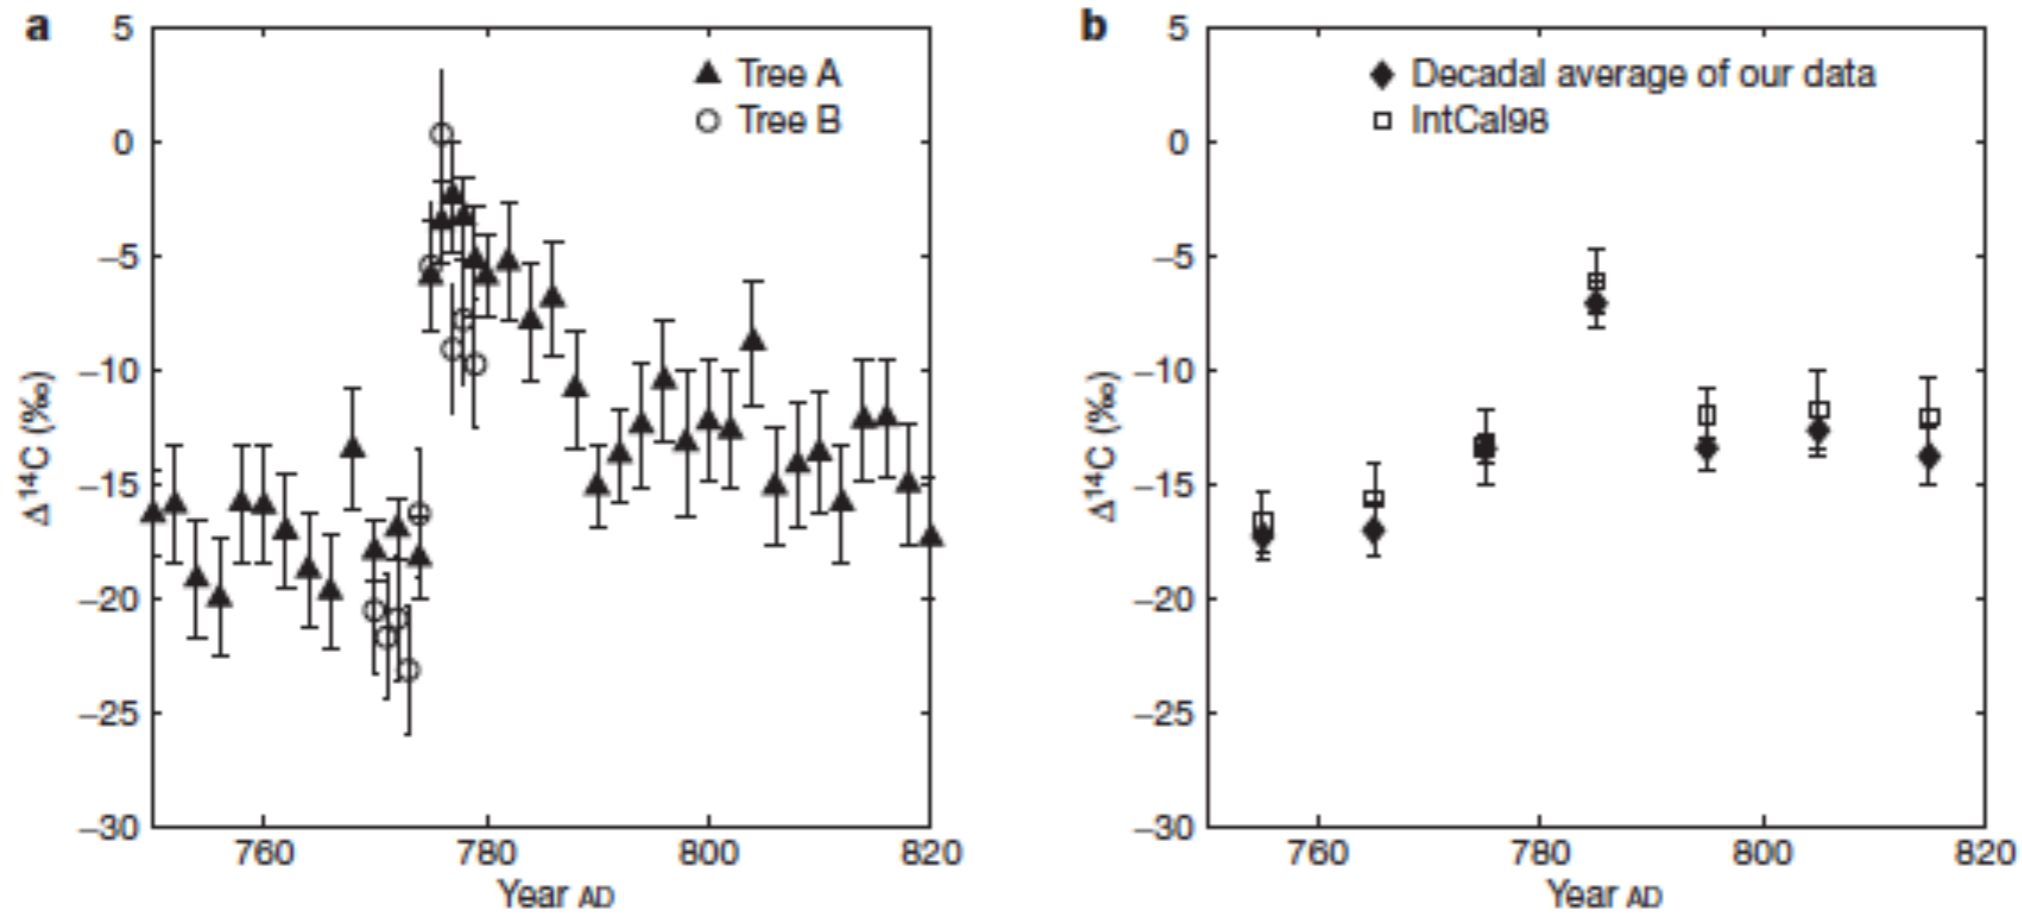 a
5
0
−5
−10
−15
−20
−25
−30
Δ¹⁴C (‰)
Tree A
Tree B
760
780
800
820
Year AD
b
5
0
−5
−10
−15
−20
−25
−30
Δ¹⁴C (‰)
Decadal average of our data
IntCal98
760
780
800
820
Year AD